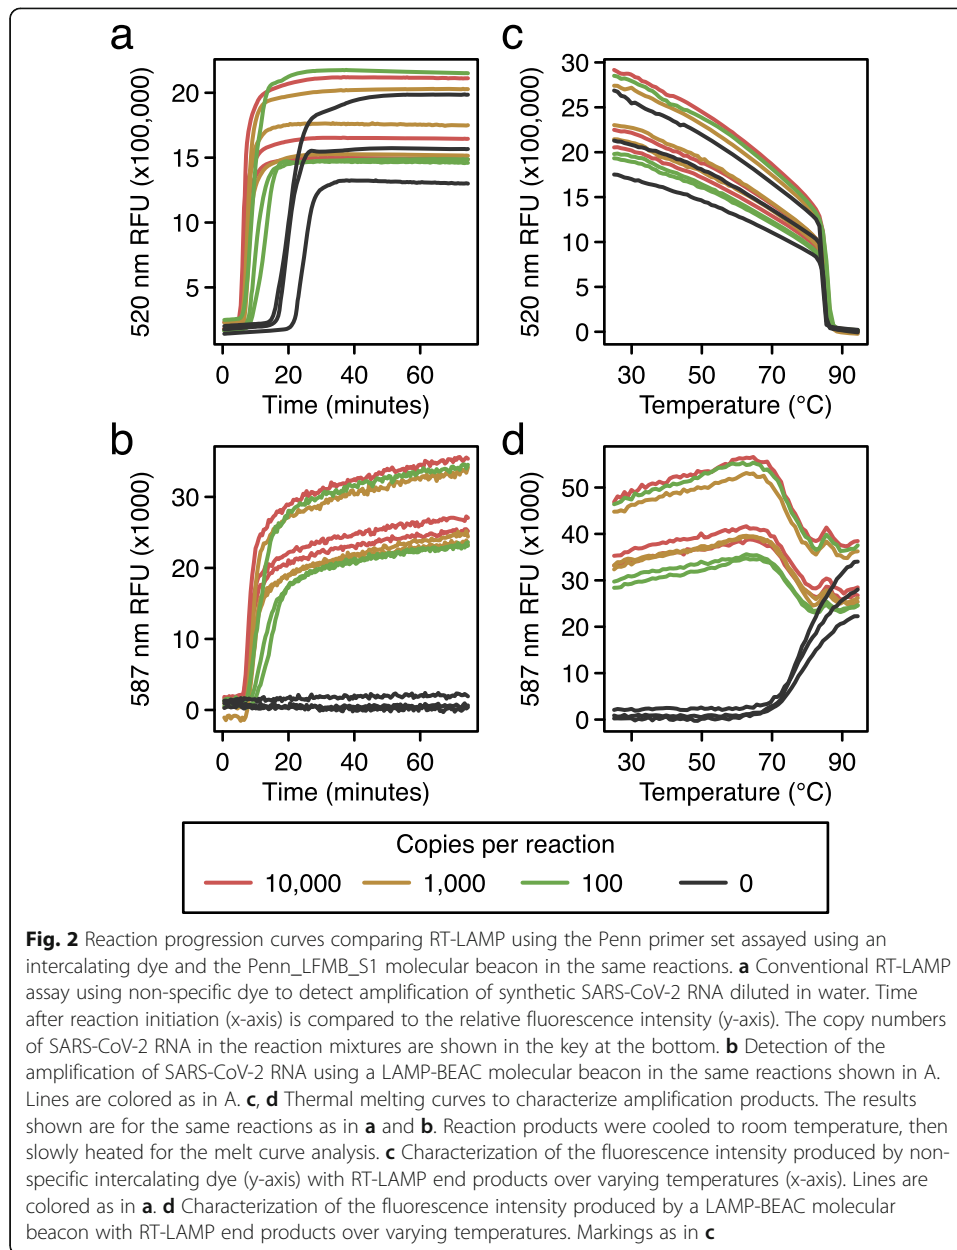 a
520 nm RFU (x100,000)
20
15
10
5
0 20 40 60
Time (minutes)
c
520 nm RFU (x100,000)
30
25
20
15
10
5
0
30 50 70 90
Temperature (°C)
b
587 nm RFU (x1000)
30
20
10
0
0 20 40 60
Time (minutes)
d
587 nm RFU (x1000)
50
40
30
20
10
0
30 50 70 90
Temperature (°C)
Copies per reaction
10,000 1,000 100 0
Fig. 2 Reaction progression curves comparing RT-LAMP using the Penn primer set assayed using an
intercalating dye and the Penn_LFMB_S1 molecular beacon in the same reactions. a Conventional RT-LAMP
assay using non-specific dye to detect amplification of synthetic SARS-CoV-2 RNA diluted in water. Time
after reaction initiation (x-axis) is compared to the relative fluorescence intensity (y-axis). The copy numbers
of SARS-CoV-2 RNA in the reaction mixtures are shown in the key at the bottom. b Detection of the
amplification of SARS-CoV-2 RNA using a LAMP-BEAC molecular beacon in the same reactions shown in A.
Lines are colored as in A. c, d Thermal melting curves to characterize amplification products. The results
shown are for the same reactions as in a and b. Reaction products were cooled to room temperature, then
slowly heated for the melt curve analysis. c Characterization of the fluorescence intensity produced by non-
specific intercalating dye (y-axis) with RT-LAMP end products over varying temperatures (x-axis). Lines are
colored as in a. d Characterization of the fluorescence intensity produced by a LAMP-BEAC molecular
beacon with RT-LAMP end products over varying temperatures. Markings as in c